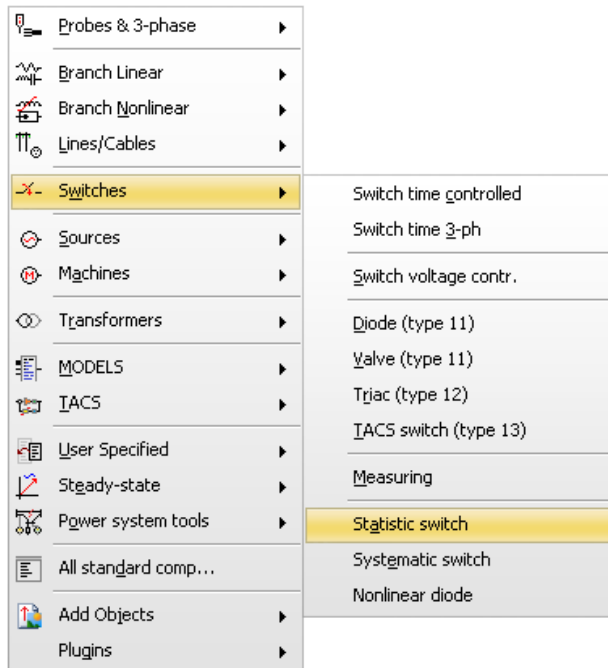 Probes & 3-phase
Branch Linear
Branch Nonlinear
Lines/Cables
Switches
Sources
Machines
Transformers
MODELS
TACS
User Specified
Steady-state
Power system tools
All standard comp...
Add Objects
Plugins
Switch time controlled
Switch time 3-ph
Switch voltage contr.
Diode (type 11)
Valve (type 11)
Triac (type 12)
TACS switch (type 13)
Measuring
Statistic switch
Systematic switch
Nonlinear diode